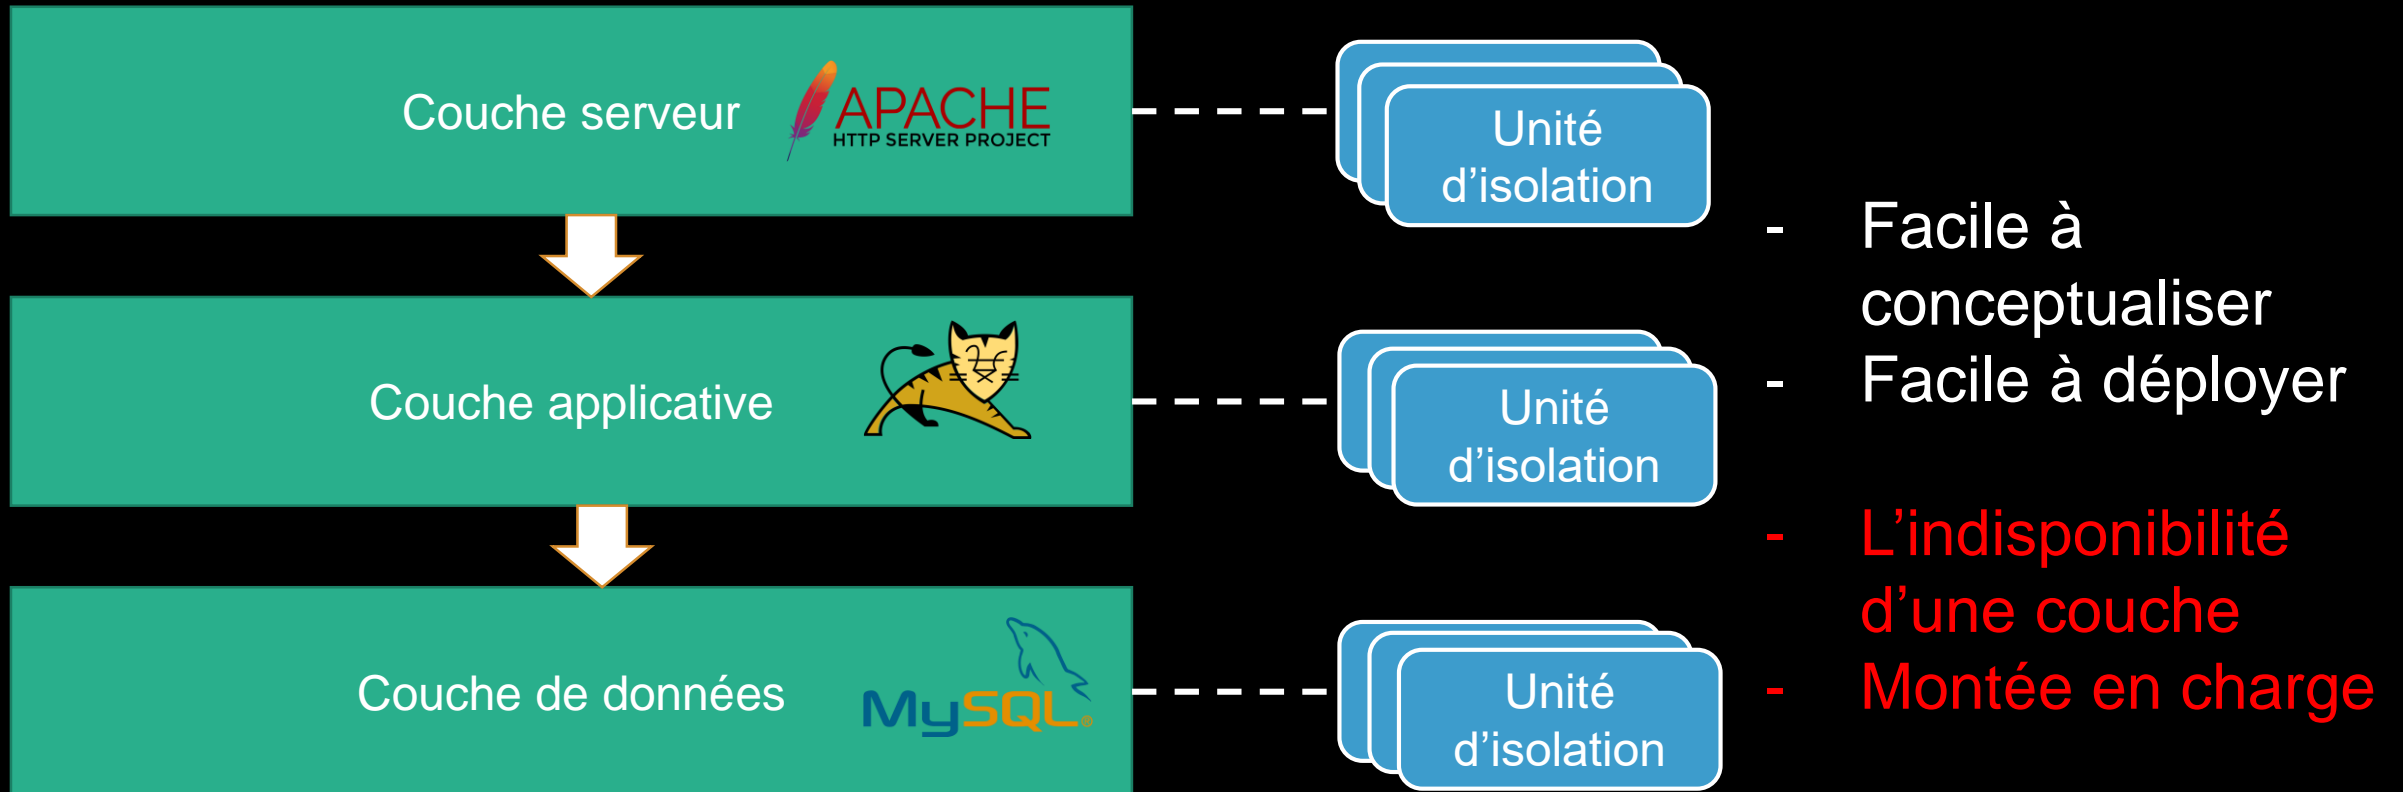 Couche serveur
APACHE
HTTP SERVER PROJECT
Unité
d’isolation
Couche applicative
Unité
d’isolation
Couche de données
MySQL®
Unité
d’isolation
- Facile à
conceptualiser
- Facile à déployer
- L’indisponibilité
d’une couche
- Montée en charge